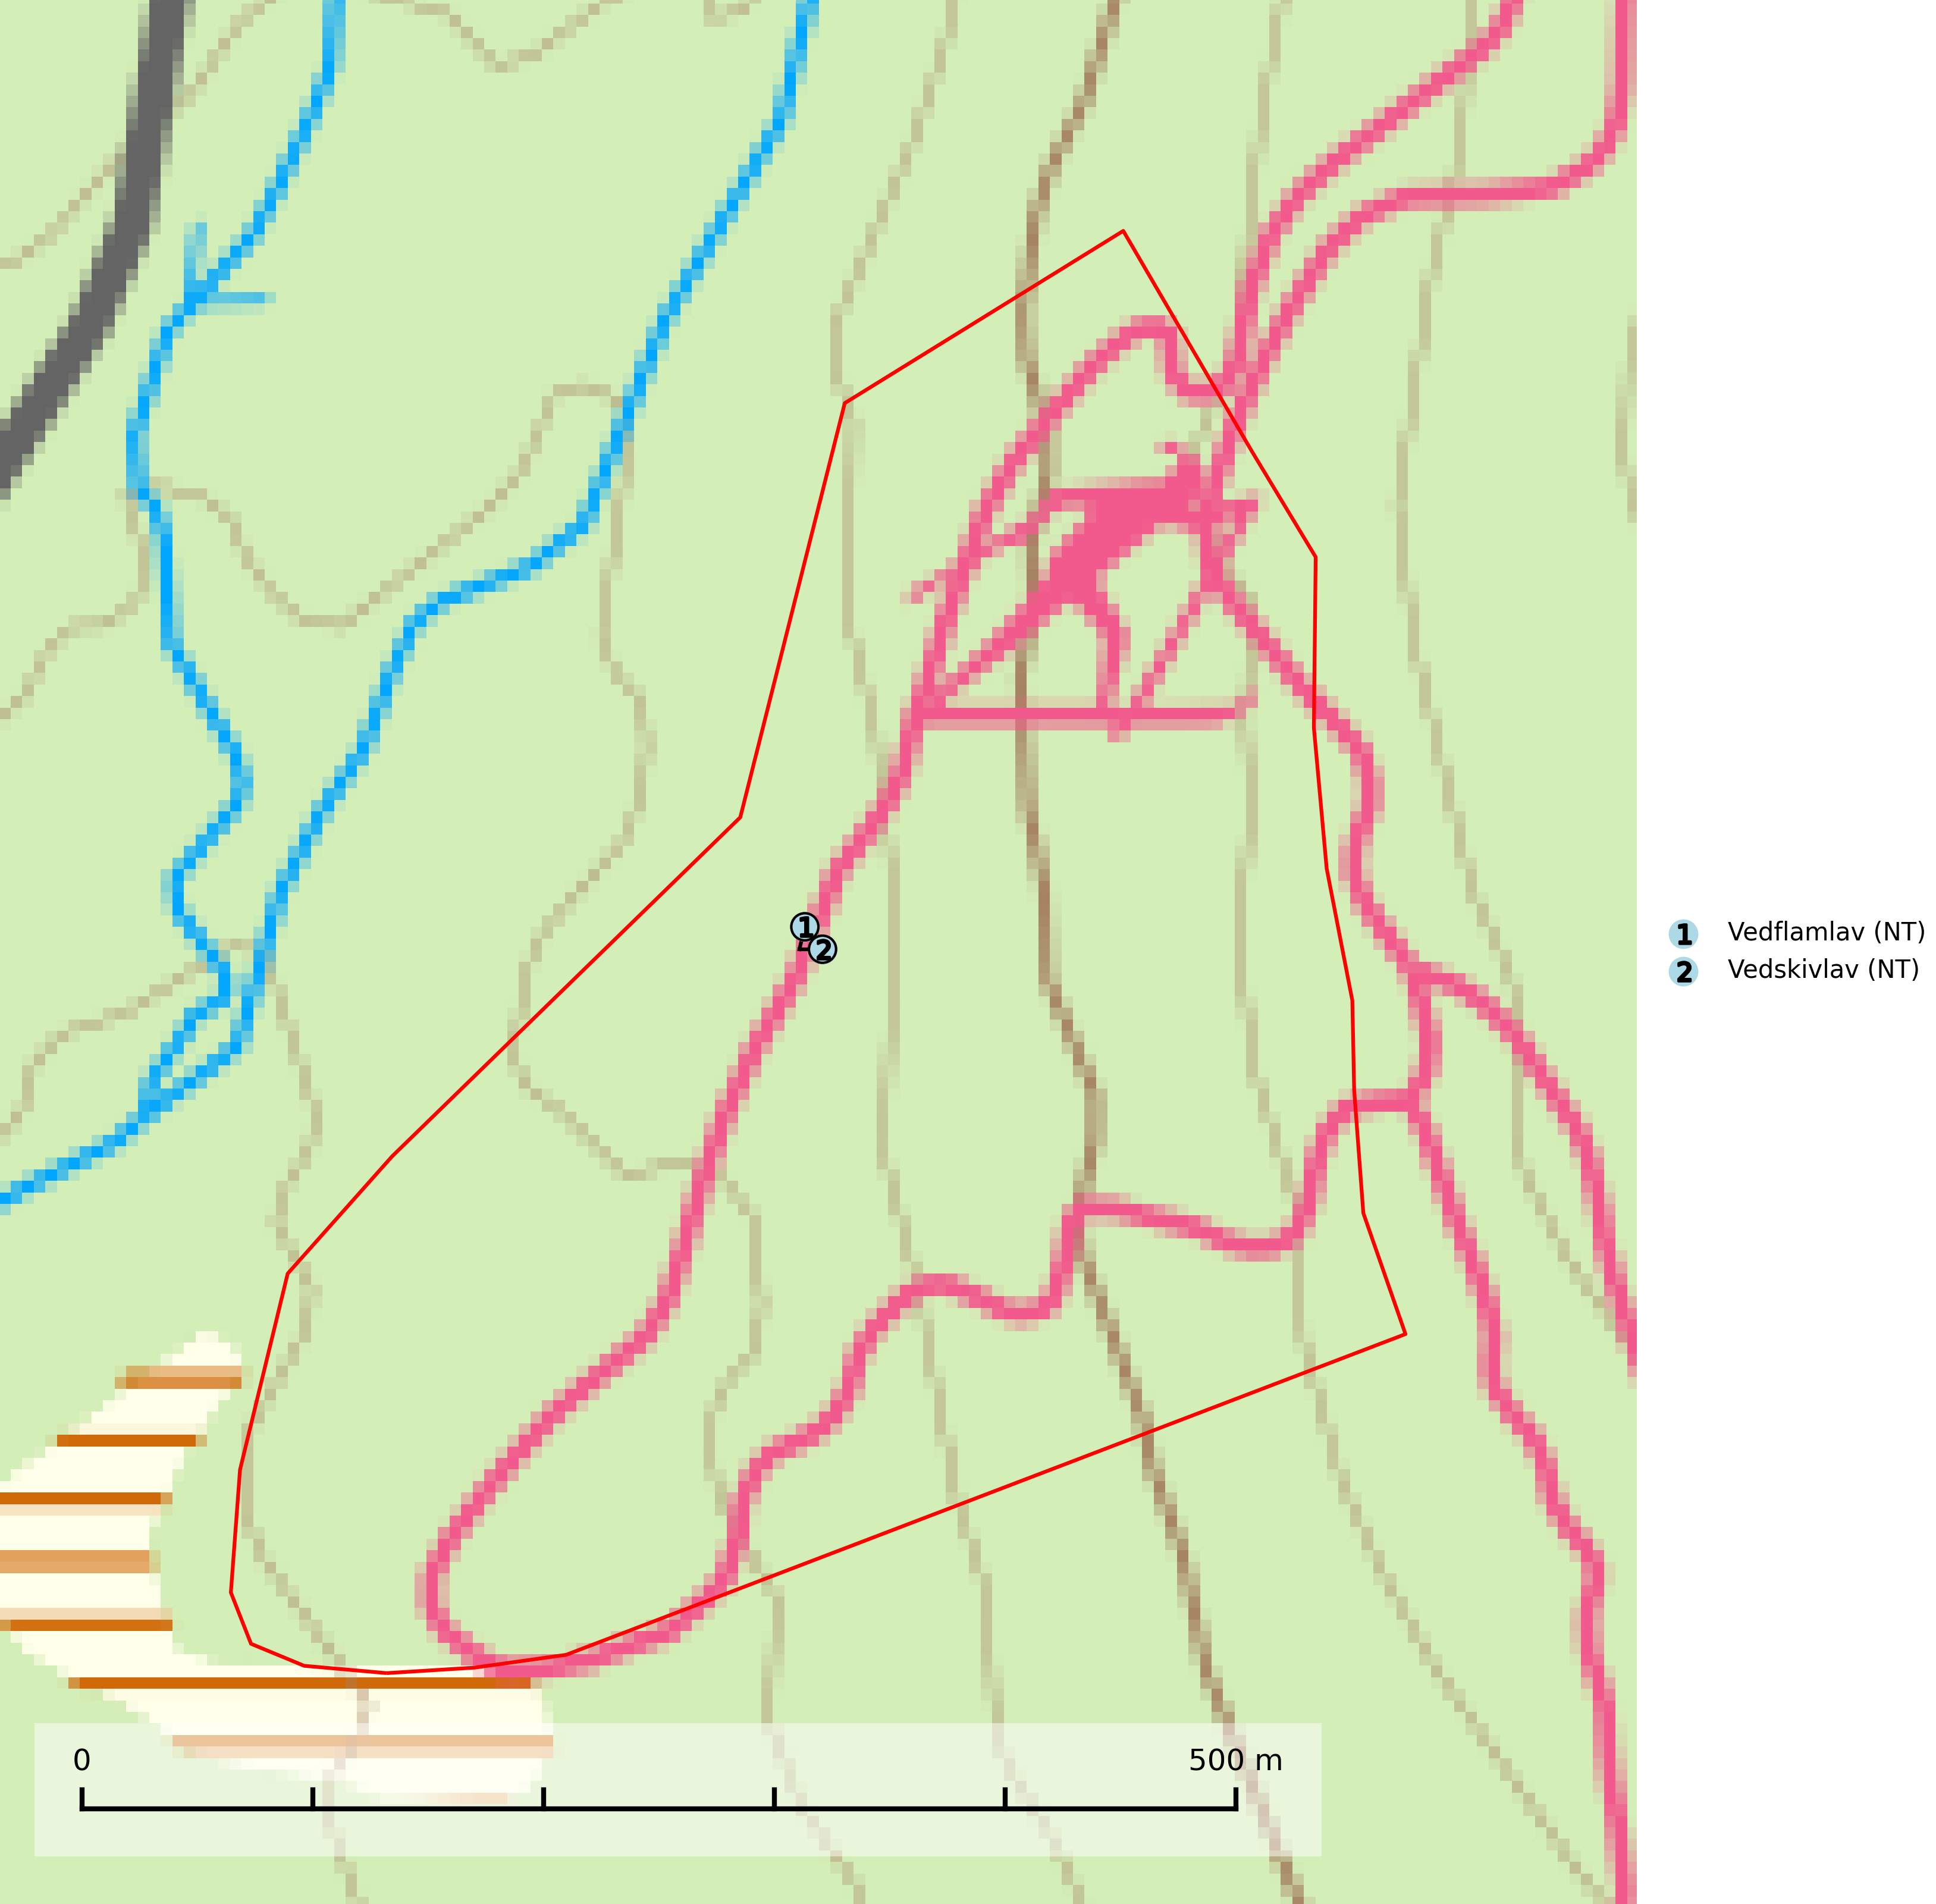 1
2
1 Vedflamlav (NT)
2 Vedskivlav (NT)
0 500 m